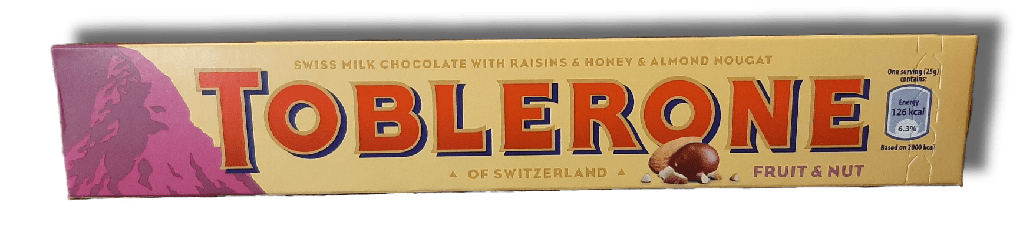 SWISS MILK CHOCOLATE WITH RAISINS & HONEY & ALMOND NOUGAT
TOBLERONE
OF SWITZERLAND
FRUIT & NUT
One serving (25g)
contains:
Energy
126 kcal
6.3%
Based on 2000 kcal